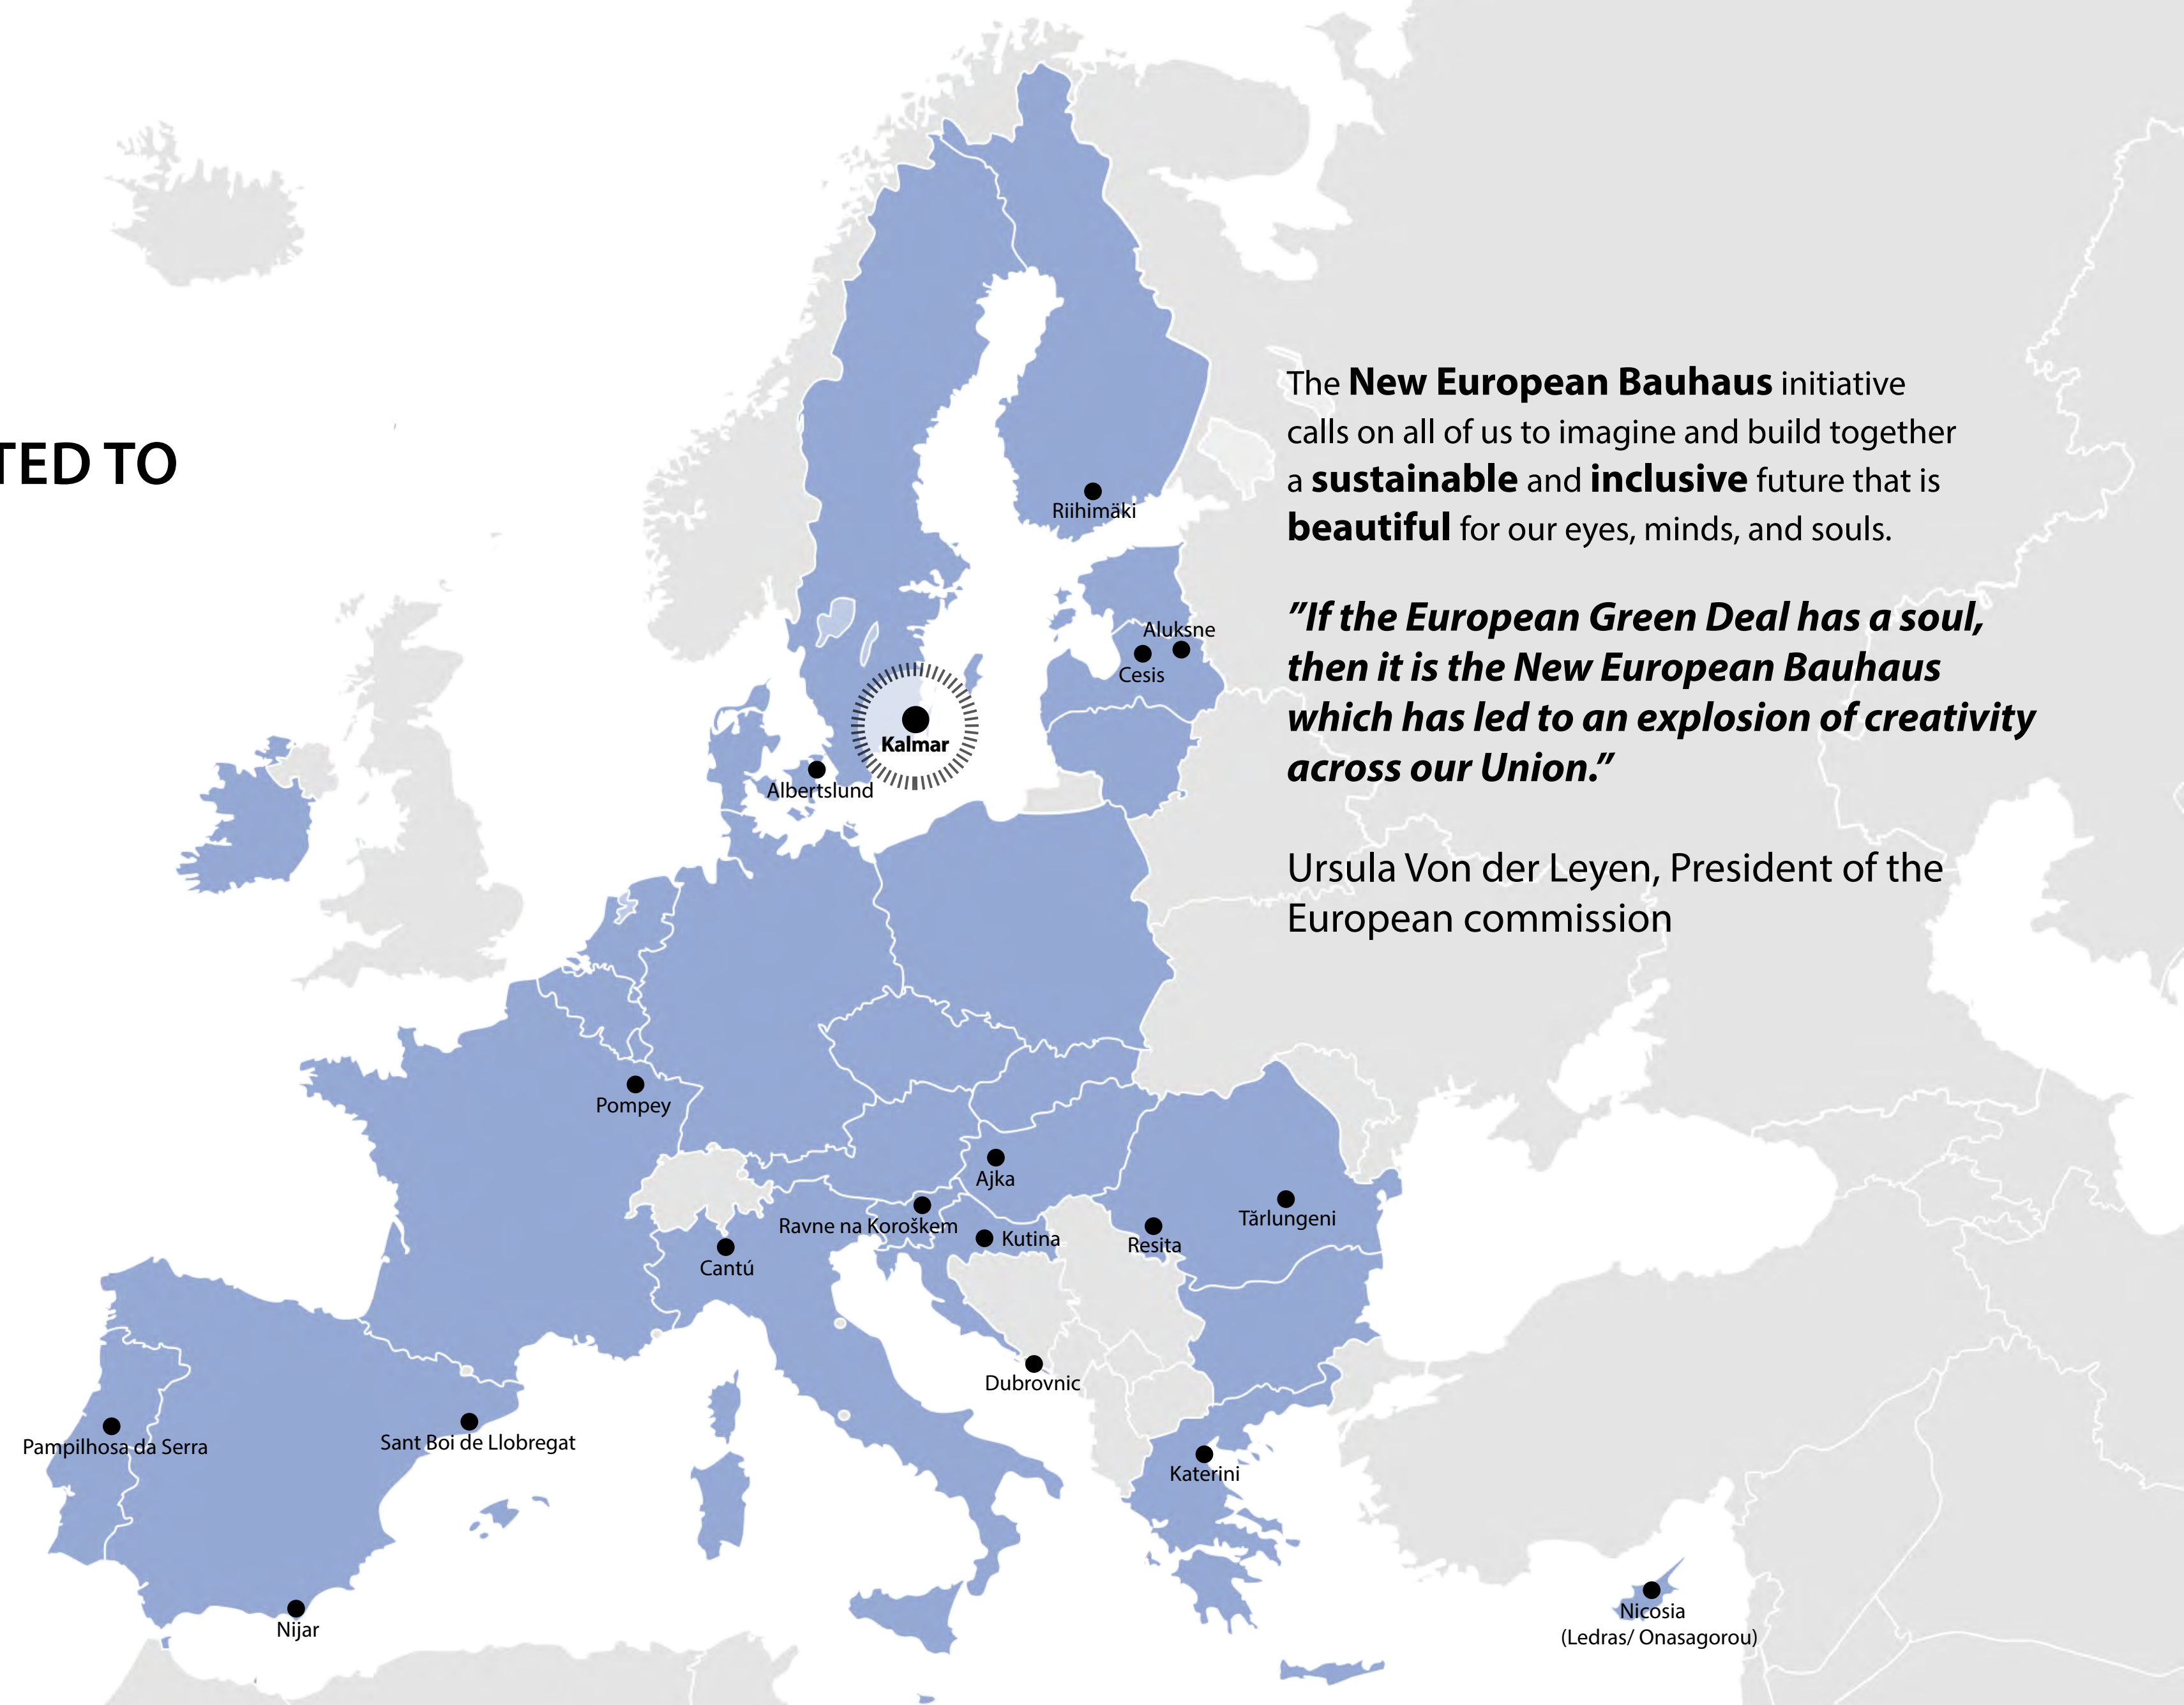 TED TO
The New European Bauhaus initiative
calls on all of us to imagine and build together
a sustainable and inclusive future that is
beautiful for our eyes, minds, and souls.
”If the European Green Deal has a soul,
then it is the New European Bauhaus
which has led to an explosion of creativity
across our Union.”
Ursula Von der Leyen, President of the
European commission
Riihimäki
Aluksne
Cesis
Kalmar
Albertslund
Pompey
Ajka
Ravne na Koroškem
Kutina
Resita
Tărlungeni
Cantú
Dubrovnic
Pampilhosa da Serra
Sant Boi de Llobregat
Katerini
Nijar
Nicosia
(Ledras/ Onasagorou)